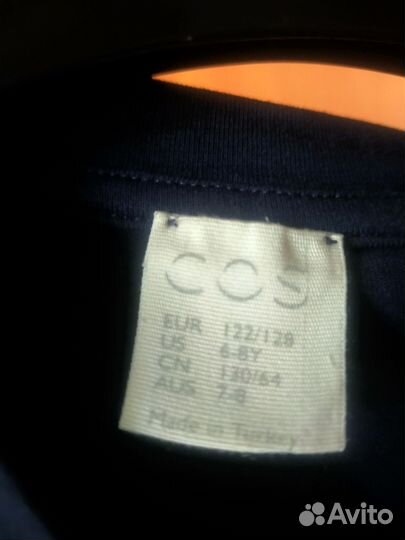 COS
EUR 122/128
US 6-8Y
CN 130/64
AUS 7-8
Made in Turkey
Avito